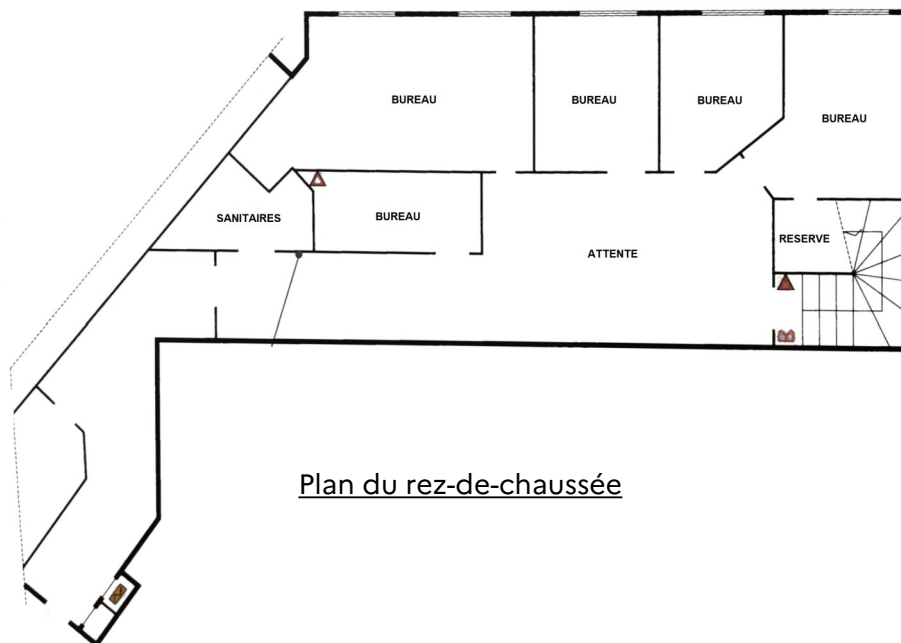 BUREAU
BUREAU
BUREAU
BUREAU
SANITAIRES
BUREAU
RESERVE
ATTENTE
Plan du rez-de-chaussée